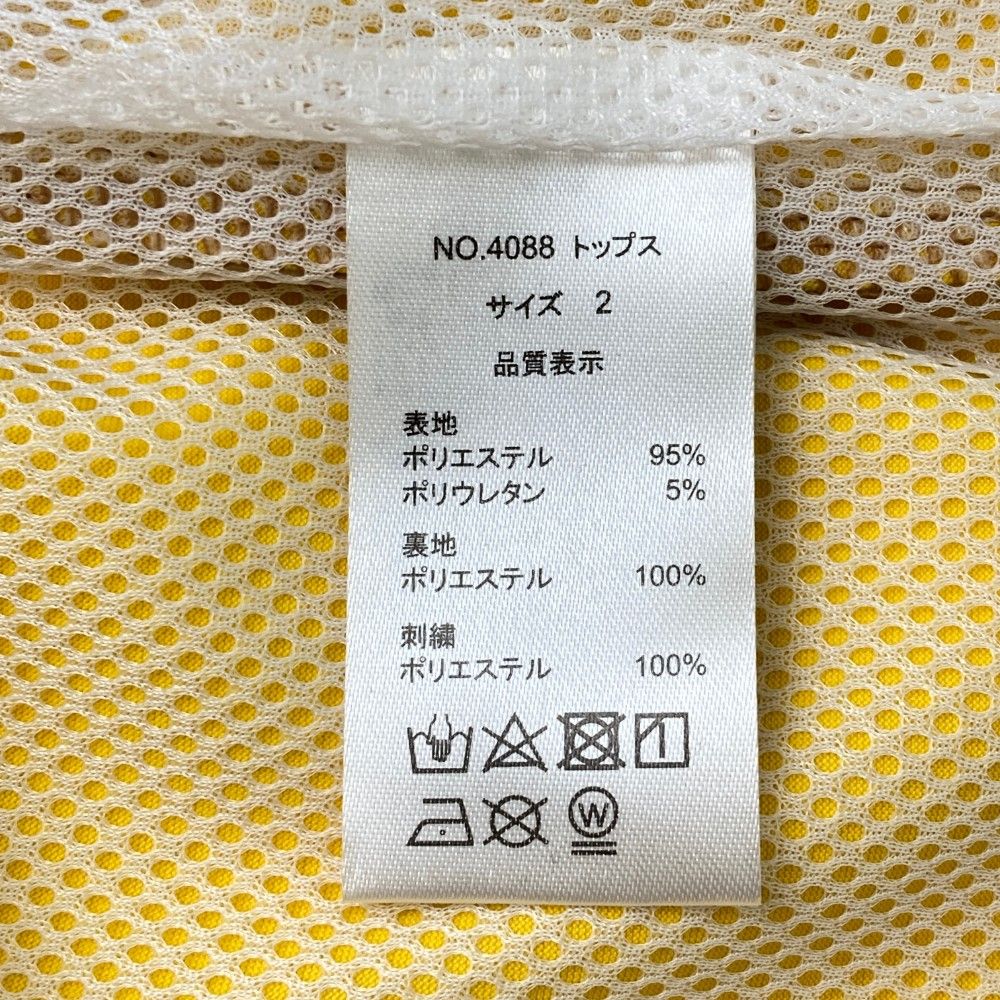 NO.4088 トップス
サイズ 2
品質表示
表地
ポリエステル 95%
ポリウレタン 5%
裏地
ポリエステル 100%
刺繍
ポリエステル 100%
W